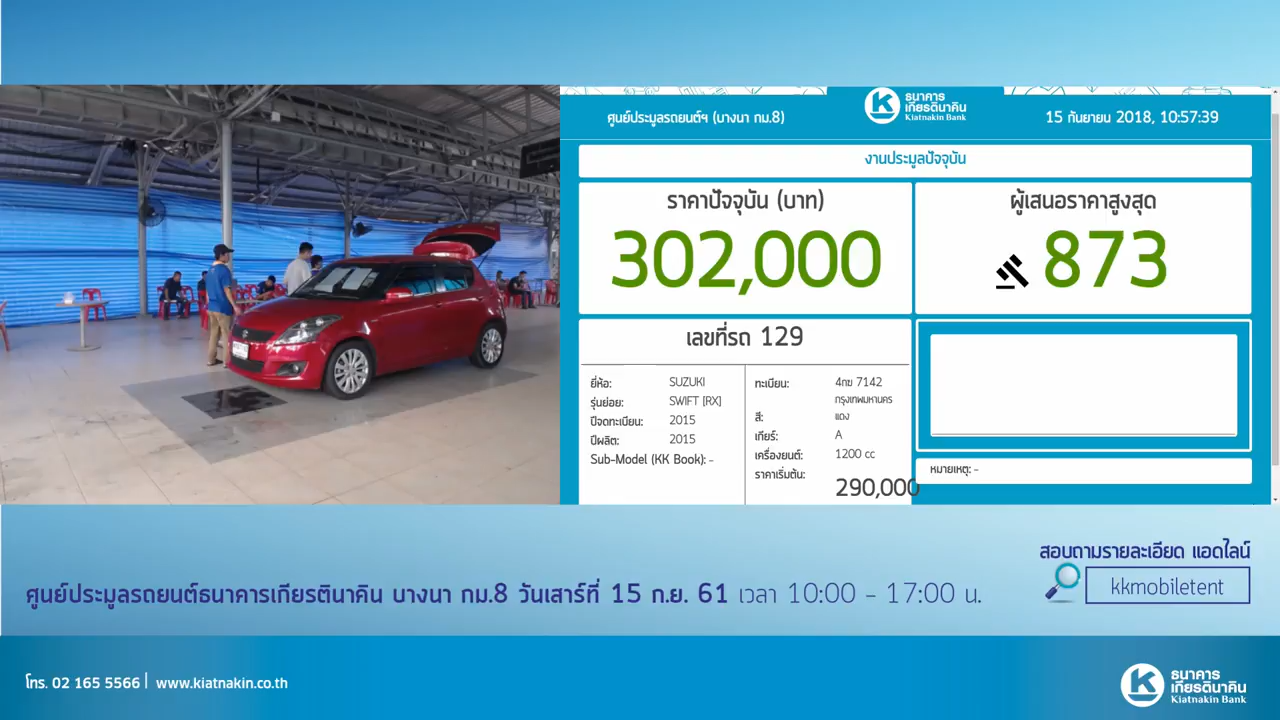 ศูนย์ประมูลรถยนต์ฯ (บางนา กม.8)
ธนาคาร
เกียรตินาคิน
Kiatnakin Bank
15 กันยายน 2018, 10:57:39
งานประมูลปัจจุบัน
ราคาปัจจุบัน (บาท)
302,000
ผู้เสนอราคาสูงสุด
873
เลขที่รถ 129
ยี่ห้อ: SUZUKI
รุ่นย่อย: SWIFT [RX]
ปีจดทะเบียน: 2015
ปีผลิต: 2015
Sub-Model (KK Book): -
ทะเบียน: 4กฆ 7142
กรุงเทพมหานคร
สี: แดง
เกียร์: A
เครื่องยนต์: 1200 cc
ราคาเริ่มต้น: 290,000
หมายเหตุ: -
สอบถามรายละเอียด แอดไลน์
kkmobiletent
ศูนย์ประมูลรถยนต์ธนาคารเกียรตินาคิน บางนา กม.8 วันเสาร์ที่ 15 ก.ย. 61 เวลา 10:00 - 17:00 น.
โทร. 02 165 5566 | www.kiatnakin.co.th
ธนาคาร
เกียรตินาคิน
Kiatnakin Bank